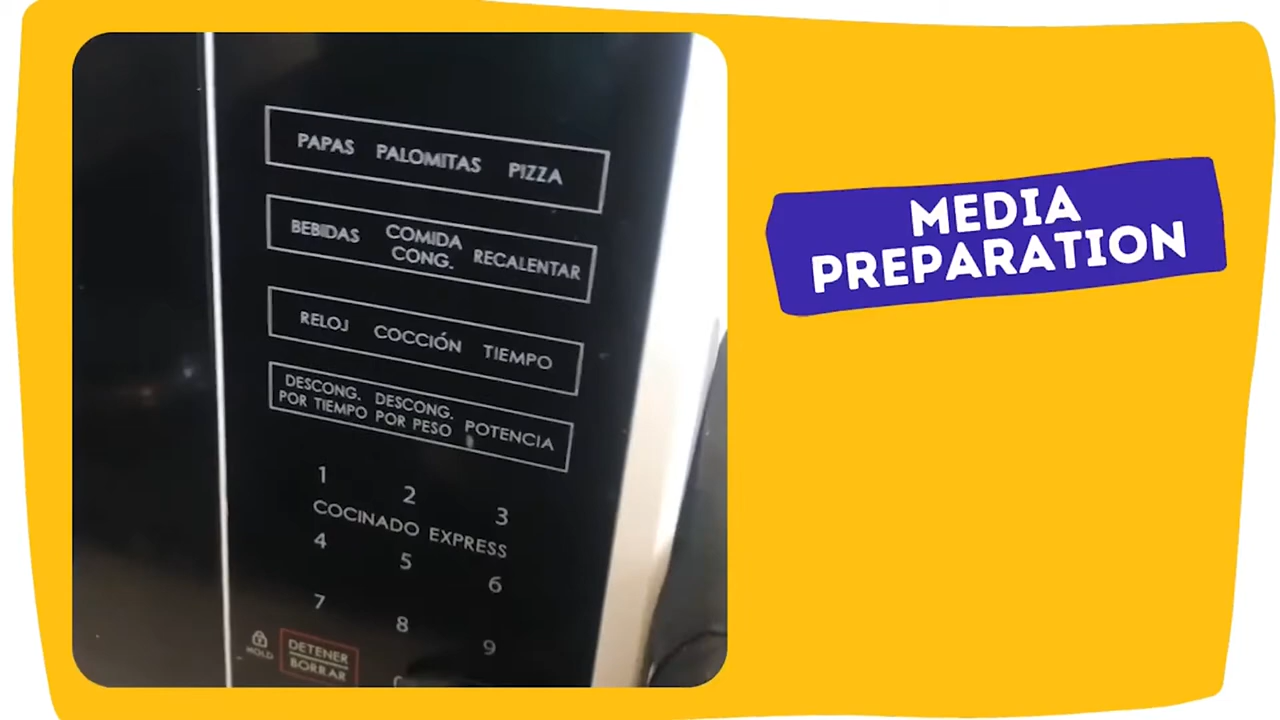 PAPAS PALOMITAS PIZZA
BEBIDAS COMIDA CONG. RECALENTAR
RELOJ COCCIÓN TIEMPO
DESCONG. POR TIEMPO DESCONG. POR PESO POTENCIA
1 2 3
COCINADO EXPRESS
4 5 6
7 8 9
HOLD
DETENER
BORRAR
MEDIA
PREPARATION